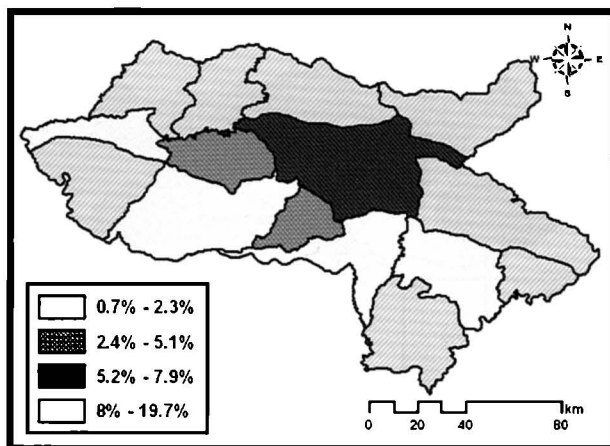 N
W E
S
0.7% - 2.3%
2.4% - 5.1%
5.2% - 7.9%
8% - 19.7%
km
0 20 40 80